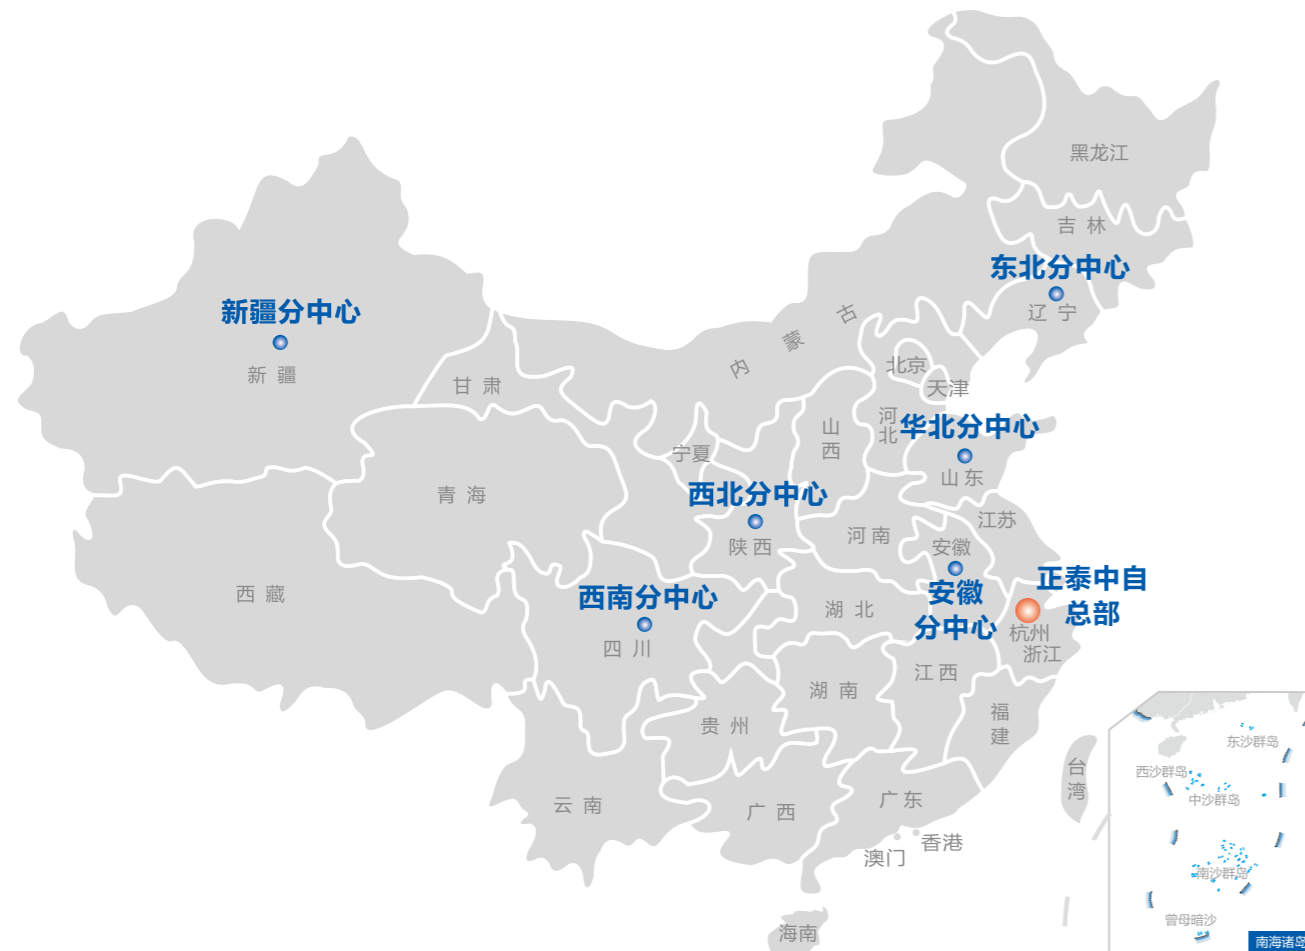 黑龙江
吉 林
东北分中心
辽 宁
新疆分中心
新 疆
内 蒙 古
北京
天津
甘 肃
河北
华北分中心
山西
宁夏
山 东
西北分中心
青 海
江苏
河 南
陕 西
安徽
正泰中自
总部
安徽
分中心
西藏
西南分中心
湖 北
杭州
浙江
四 川
江 西
湖 南
福建
贵 州
台湾
东沙群岛
西沙群岛
中沙群岛
云 南
广 西
广 东
香港
澳门
南沙群岛
曾母暗沙
海南
南海诸岛